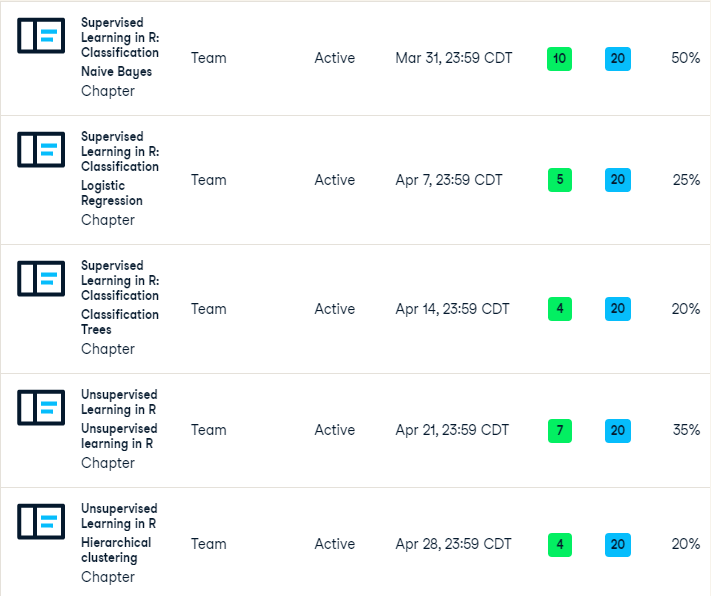 Supervised
Learning in R:
Classification
Naive Bayes
Chapter
Team
Active
Mar 31, 23:59 CDT
10
20
50%
Supervised
Learning in R:
Classification
Logistic
Regression
Chapter
Team
Active
Apr 7, 23:59 CDT
5
20
25%
Supervised
Learning in R:
Classification
Classification
Trees
Chapter
Team
Active
Apr 14, 23:59 CDT
4
20
20%
Unsupervised
Learning in R
Unsupervised
learning in R
Chapter
Team
Active
Apr 21, 23:59 CDT
7
20
35%
Unsupervised
Learning in R
Hierarchical
clustering
Chapter
Team
Active
Apr 28, 23:59 CDT
4
20
20%